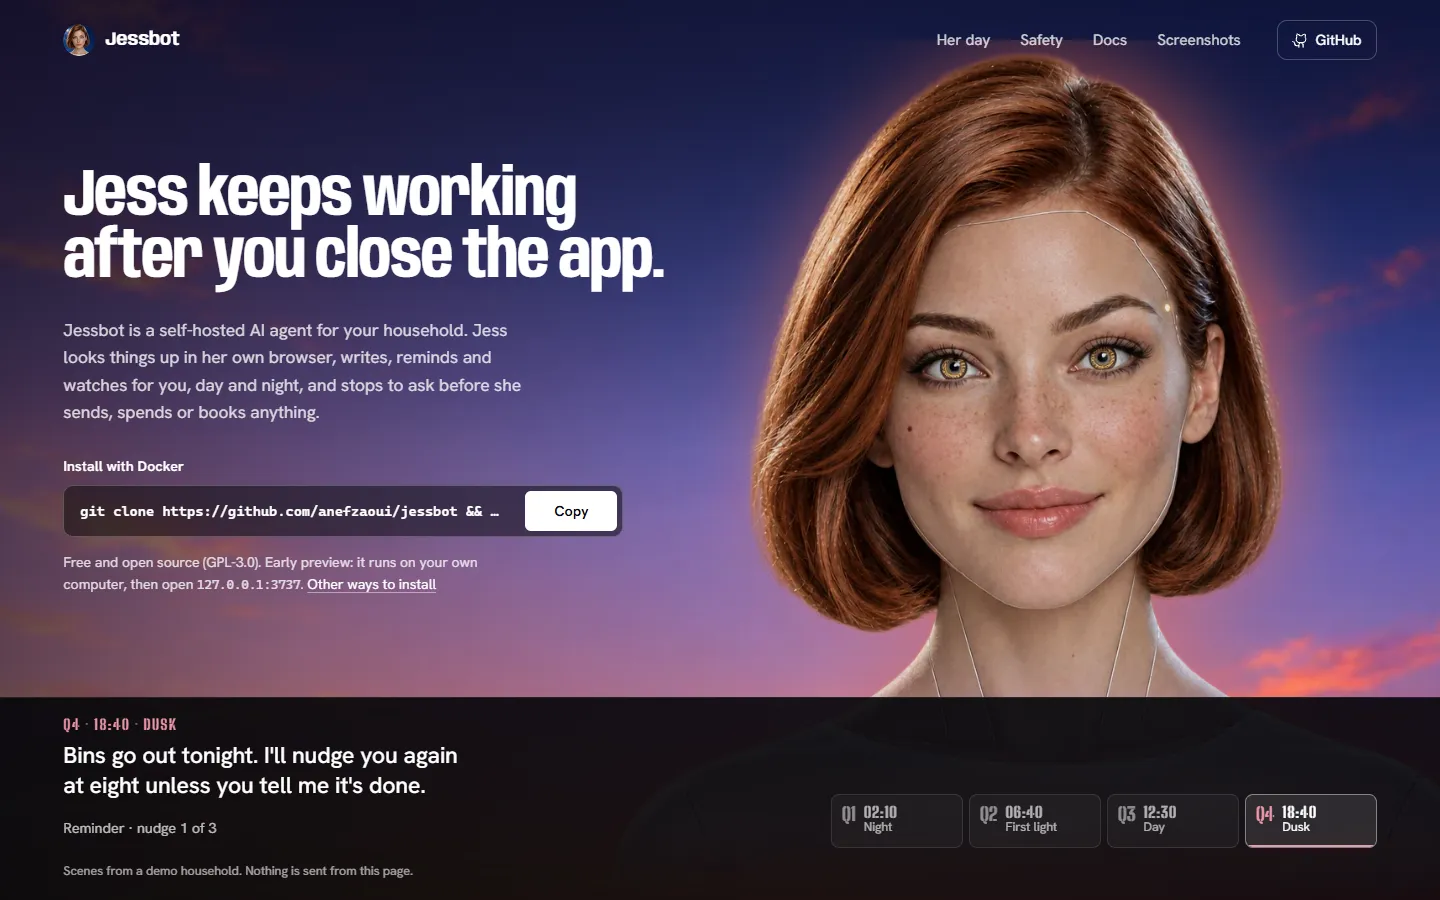 Jessbot
Her day
Safety
Docs
Screenshots
GitHub
Jess keeps working
after you close the app.
Jessbot is a self-hosted AI agent for your household. Jess
looks things up in her own browser, writes, reminds and
watches for you, day and night, and stops to ask before she
sends, spends or books anything.
Install with Docker
git clone https://github.com/anefzaoui/jessbot && …
Copy
Free and open source (GPL-3.0). Early preview: it runs on your own
computer, then open 127.0.0.1:3737. Other ways to install
Q4 · 18:40 · DUSK
Bins go out tonight. I'll nudge you again
at eight unless you tell me it's done.
Reminder · nudge 1 of 3
Scenes from a demo household. Nothing is sent from this page.
Q1 02:10
Night
Q2 06:40
First light
Q3 12:30
Day
Q4 18:40
Dusk